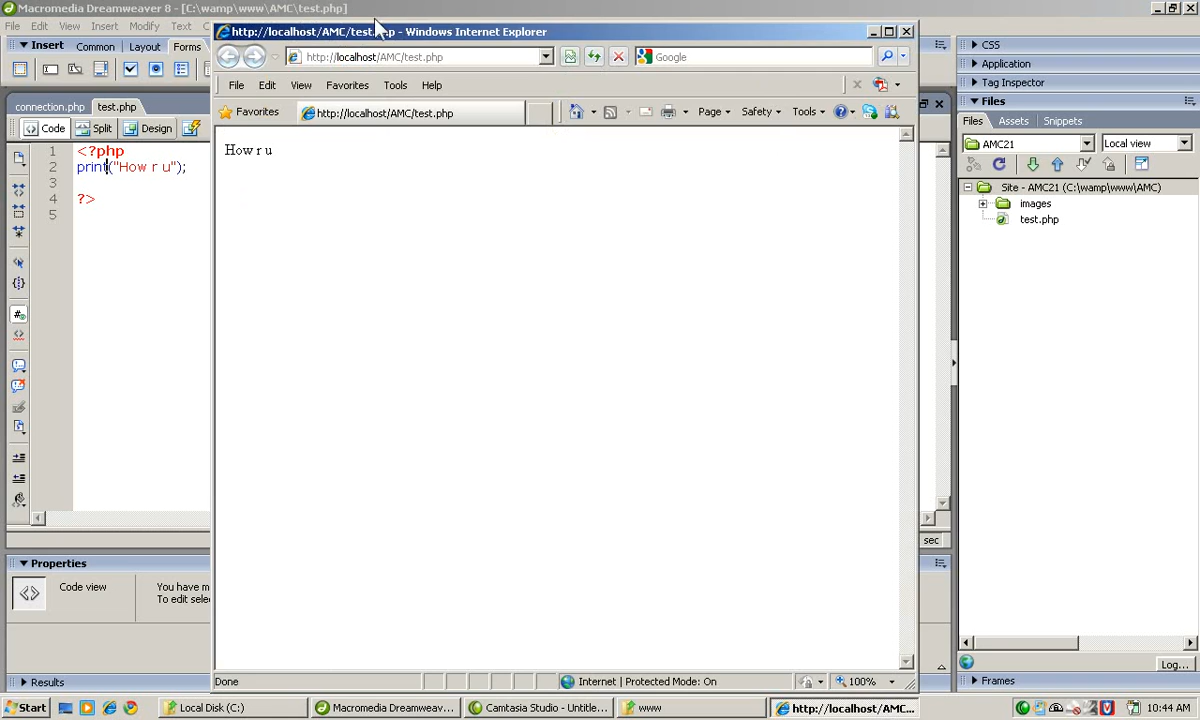 Macromedia Dreamweaver 8 - [C:\wamp\www\AMC\test.php]
File Edit View Insert Modify Text
Insert Common Layout Forms
connection.php test.php
Code Split Design
1 <?php
2 print("How r u");
3
4 ?>
5
Properties
Code view
You have m
To edit sele
Results
http://localhost/AMC/test.php - Windows Internet Explorer
http://localhost/AMC/test.php
Google
File Edit View Favorites Tools Help
Favorites http://localhost/AMC/test.php Page Safety Tools
How r u
Done Internet | Protected Mode: On 100%
sec
CSS
Application
Tag Inspector
Files
Files Assets Snippets
AMC21 Local view
Site - AMC21 (C:\wamp\www\AMC)
images
test.php
Log...
Frames
Start Local Disk (C:) Macromedia Dreamweav... Camtasia Studio - Untitle... www http://localhost/AMC... 10:44 AM